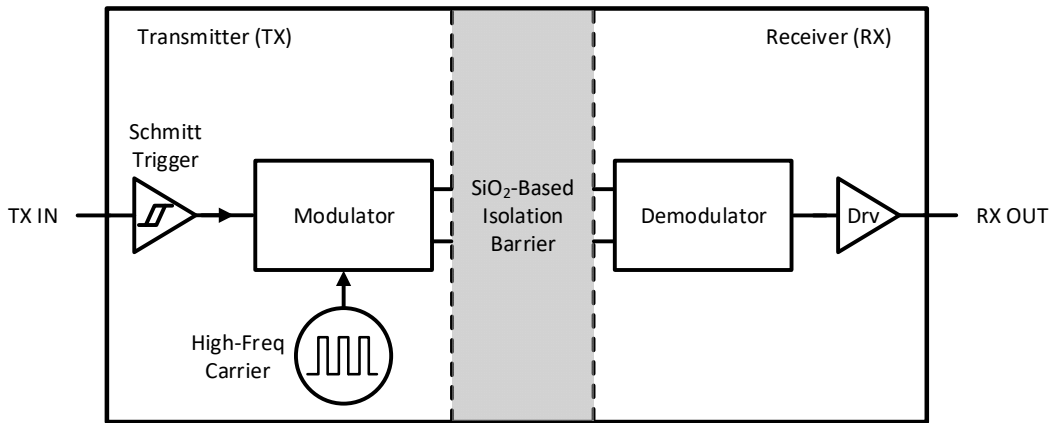 Transmitter (TX)
Receiver (RX)
Schmitt
Trigger
TX IN
Modulator
SiO₂-Based
Isolation
Barrier
Demodulator
Drv
RX OUT
High-Freq
Carrier